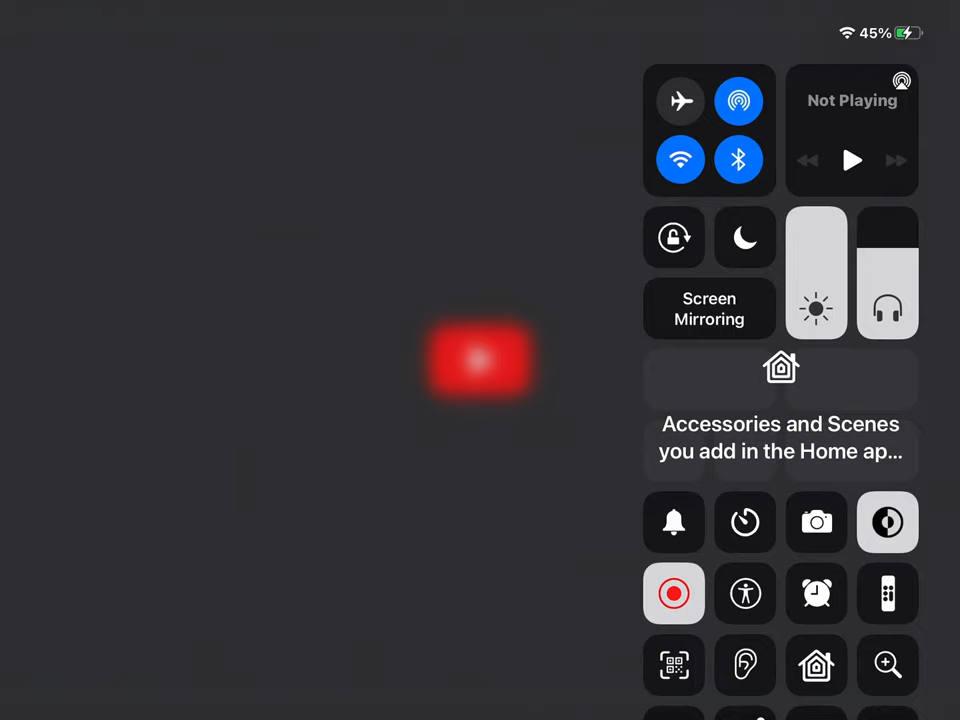 45%
Not Playing
Screen
Mirroring
Accessories and Scenes
you add in the Home ap...